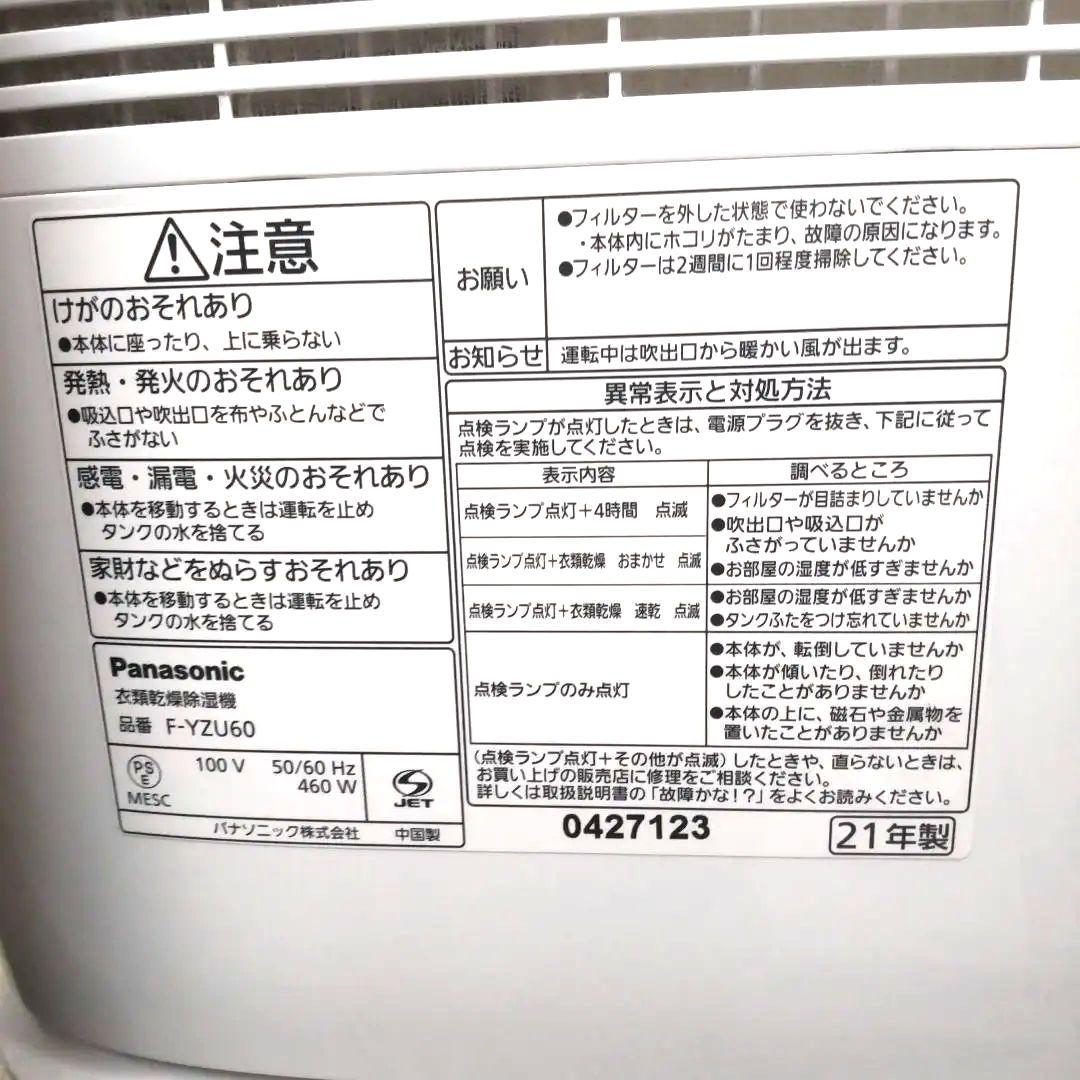 注意
けがのおそれあり
●本体に座ったり、上に乗らない
発熱・発火のおそれあり
●吸込口や吹出口を布やふとんなどで
ふさがない
感電・漏電・火災のおそれあり
●本体を移動するときは運転を止め
タンクの水を捨てる
家財などをぬらすおそれあり
●本体を移動するときは運転を止め
タンクの水を捨てる
Panasonic
衣類乾燥除湿機
品番 F-YZU60
PS
E
MESC
100 V 50/60 Hz
460 W
JET
パナソニック株式会社 中国製
お願い
●フィルターを外した状態で使わないでください。
・本体内にホコリがたまり、故障の原因になります。
●フィルターは2週間に1回程度掃除してください。
お知らせ
運転中は吹出口から暖かい風が出ます。
異常表示と対処方法
点検ランプが点灯したときは、電源プラグを抜き、下記に従って
点検を実施してください。
表示内容 調べるところ
点検ランプ点灯＋4時間 点滅
点検ランプ点灯＋衣類乾燥 おまかせ 点滅
●フィルターが目詰まりしていませんか
●吹出口や吸込口が
ふさがっていませんか
●お部屋の湿度が低すぎませんか
点検ランプ点灯＋衣類乾燥 速乾 点滅
●お部屋の湿度が低すぎませんか
●タンクふたをつけ忘れていませんか
点検ランプのみ点灯
●本体が、転倒していませんか
●本体が傾いたり、倒れたり
したことがありませんか
●本体の上に、磁石や金属物を
置いたことがありませんか
(点検ランプ点灯＋その他が点滅)したときや、直らないときは、
お買い上げの販売店に修理をご相談ください。
詳しくは取扱説明書の「故障かな!?」をよくお読みください。
0427123
21年製